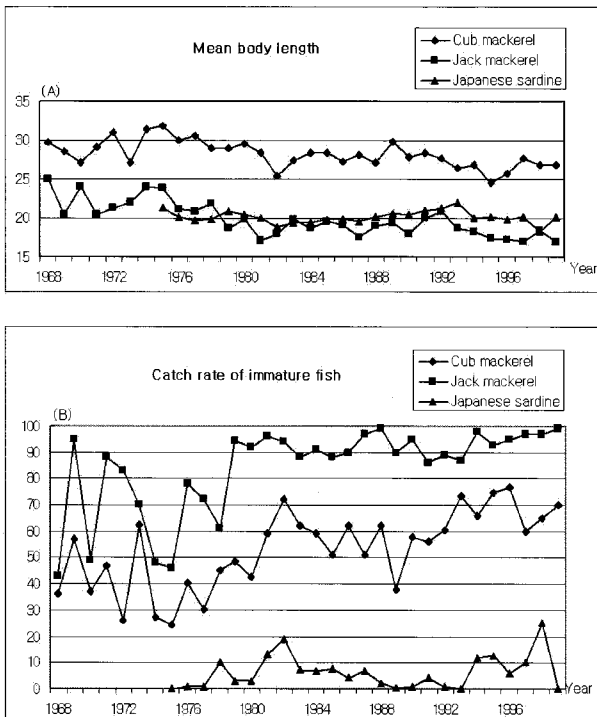 Mean body length
Cub mackerel
Jack mackerel
Japanese sardine
(A)
35
30
25
20
15
1968 1972 1976 1980 1984 1988 1992 1996
Year
Catch rate of immature fish
Cub mackerel
Jack mackerel
Japanese sardine
(B)
100
90
80
70
60
50
40
30
20
10
0
1968 1972 1976 1980 1984 1988 1992 1996
Year